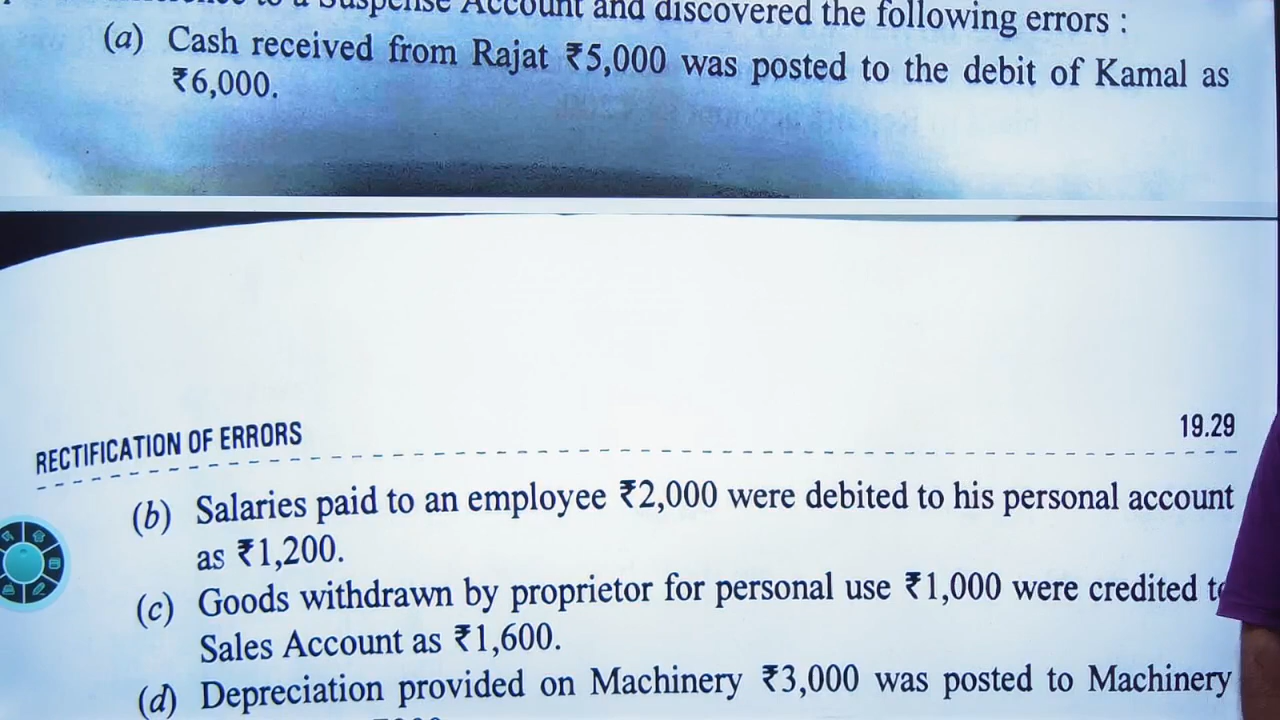 a Suspense Account and discovered the following errors :
(a) Cash received from Rajat ₹5,000 was posted to the debit of Kamal as
₹6,000.
RECTIFICATION OF ERRORS
19.29
(b) Salaries paid to an employee ₹2,000 were debited to his personal account
as ₹1,200.
(c) Goods withdrawn by proprietor for personal use ₹1,000 were credited
Sales Account as ₹1,600.
(d) Depreciation provided on Machinery ₹3,000 was posted to Machinery